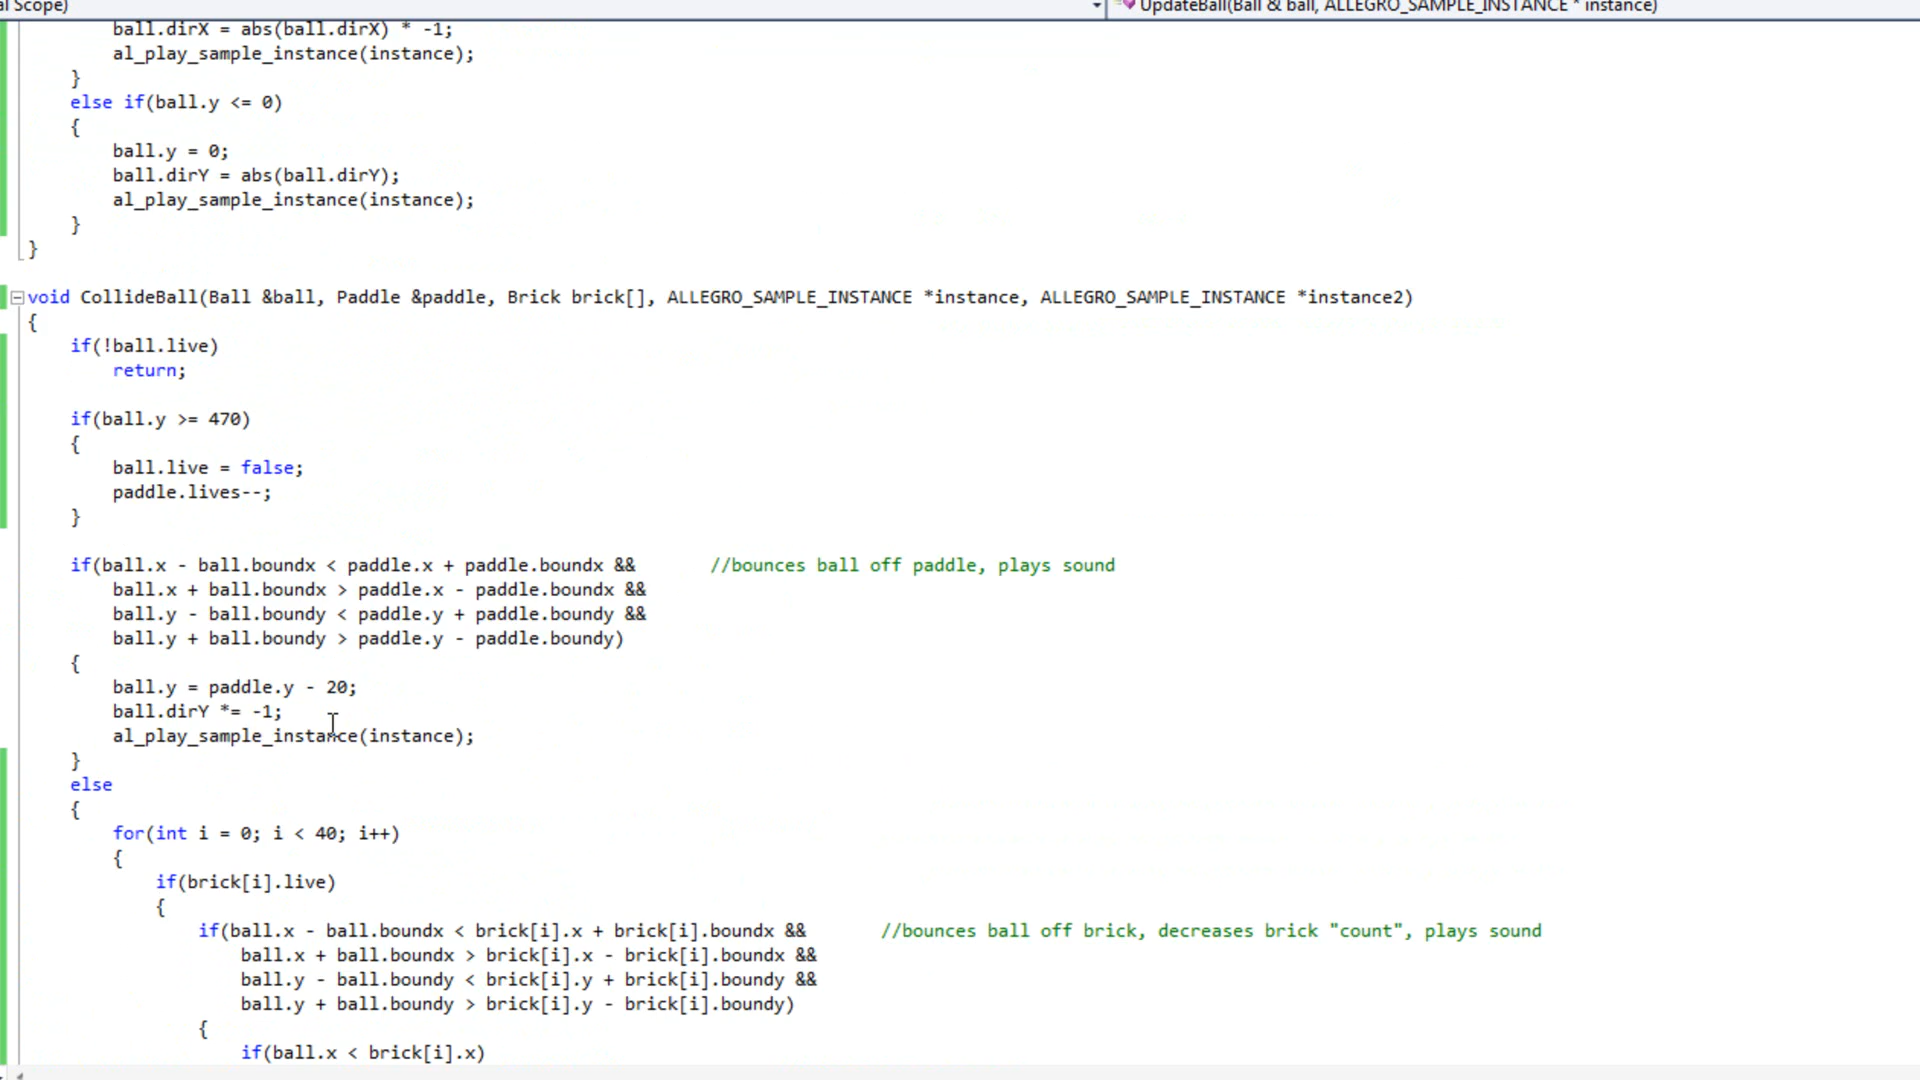 al Scope)
UpdateBall(Ball & ball, ALLEGRO_SAMPLE_INSTANCE * instance)
ball.dirX = abs(ball.dirX) * -1;
al_play_sample_instance(instance);
}
else if(ball.y <= 0)
{
ball.y = 0;
ball.dirY = abs(ball.dirY);
al_play_sample_instance(instance);
}
}
void CollideBall(Ball &ball, Paddle &paddle, Brick brick[], ALLEGRO_SAMPLE_INSTANCE *instance, ALLEGRO_SAMPLE_INSTANCE *instance2)
{
if(!ball.live)
return;
if(ball.y >= 470)
{
ball.live = false;
paddle.lives--;
}
if(ball.x - ball.boundx < paddle.x + paddle.boundx && //bounces ball off paddle, plays sound
ball.x + ball.boundx > paddle.x - paddle.boundx &&
ball.y - ball.boundy < paddle.y + paddle.boundy &&
ball.y + ball.boundy > paddle.y - paddle.boundy)
{
ball.y = paddle.y - 20;
ball.dirY *= -1;
al_play_sample_instance(instance);
}
else
{
for(int i = 0; i < 40; i++)
{
if(brick[i].live)
{
if(ball.x - ball.boundx < brick[i].x + brick[i].boundx && //bounces ball off brick, decreases brick "count", plays sound
ball.x + ball.boundx > brick[i].x - brick[i].boundx &&
ball.y - ball.boundy < brick[i].y + brick[i].boundy &&
ball.y + ball.boundy > brick[i].y - brick[i].boundy)
{
if(ball.x < brick[i].x)